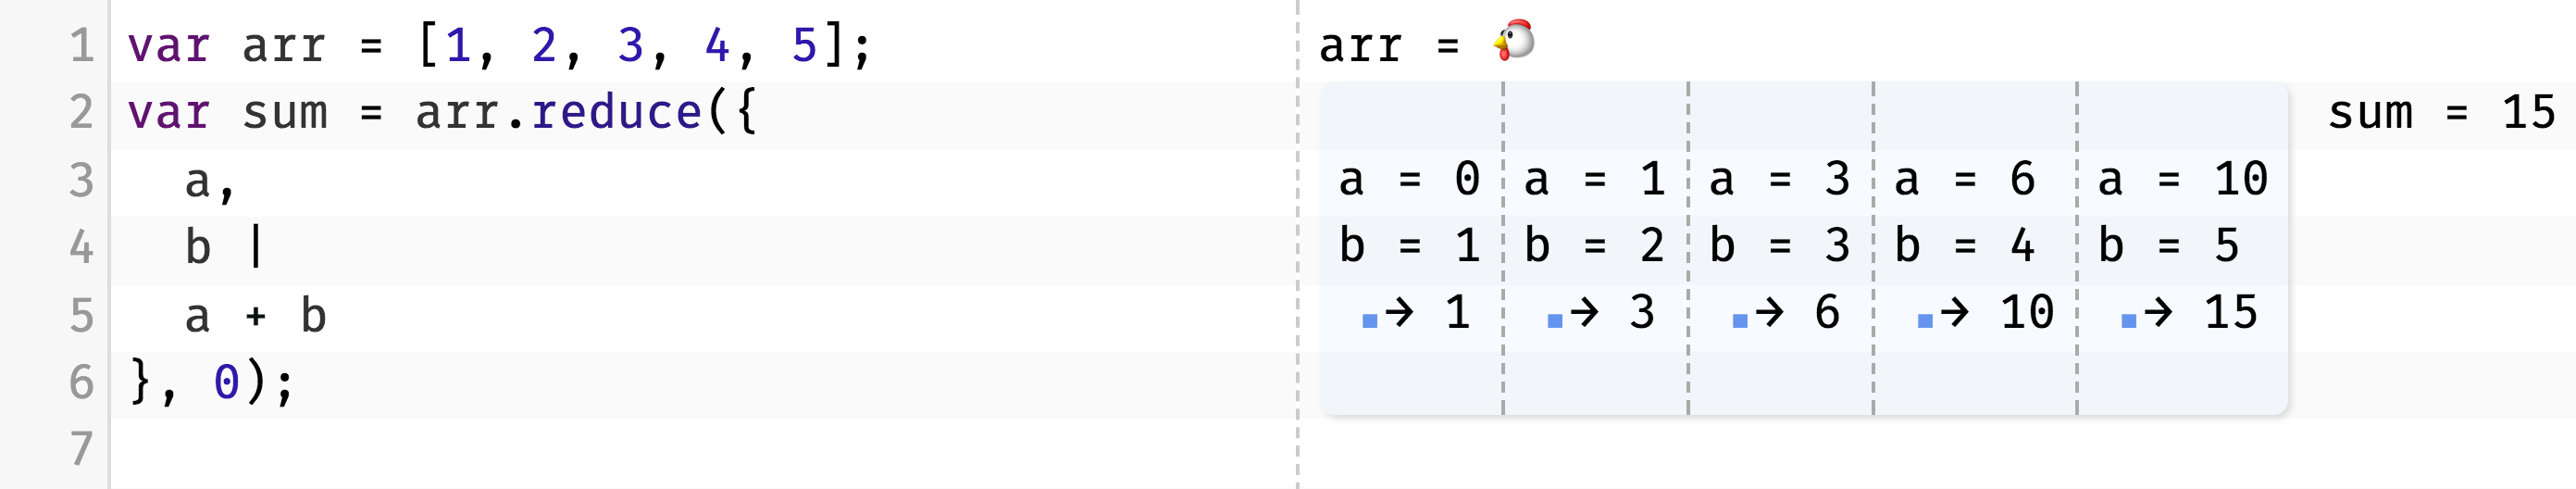 1 var arr = [1, 2, 3, 4, 5]; arr = 🐔
2 var sum = arr.reduce({ sum = 15
3 a, a = 0 a = 1 a = 3 a = 6 a = 10
4 b | b = 1 b = 2 b = 3 b = 4 b = 5
5 a + b → 1 → 3 → 6 → 10 → 15
6 }, 0);
7